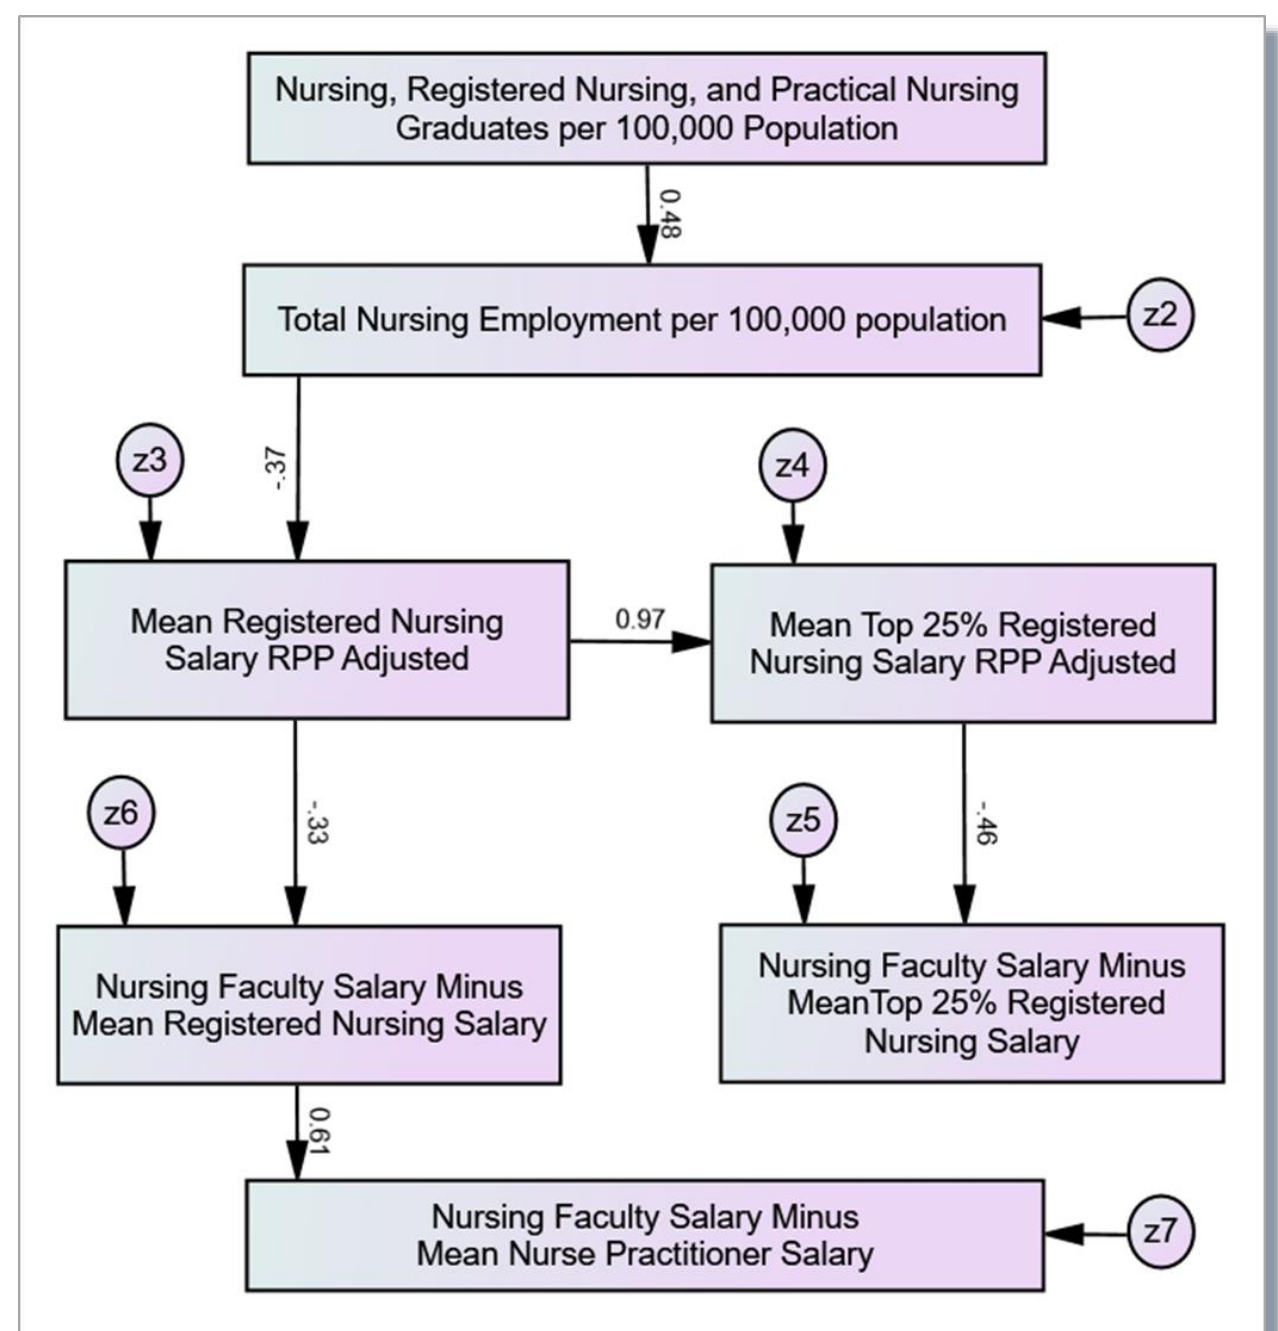 Nursing, Registered Nursing, and Practical Nursing
Graduates per 100,000 Population
0.48
Total Nursing Employment per 100,000 population
z2
-.37
z3
z4
Mean Registered Nursing
Salary RPP Adjusted
0.97
Mean Top 25% Registered
Nursing Salary RPP Adjusted
z6
-.33
z5
-.46
Nursing Faculty Salary Minus
Mean Registered Nursing Salary
Nursing Faculty Salary Minus
MeanTop 25% Registered
Nursing Salary
0.61
Nursing Faculty Salary Minus
Mean Nurse Practitioner Salary
z7